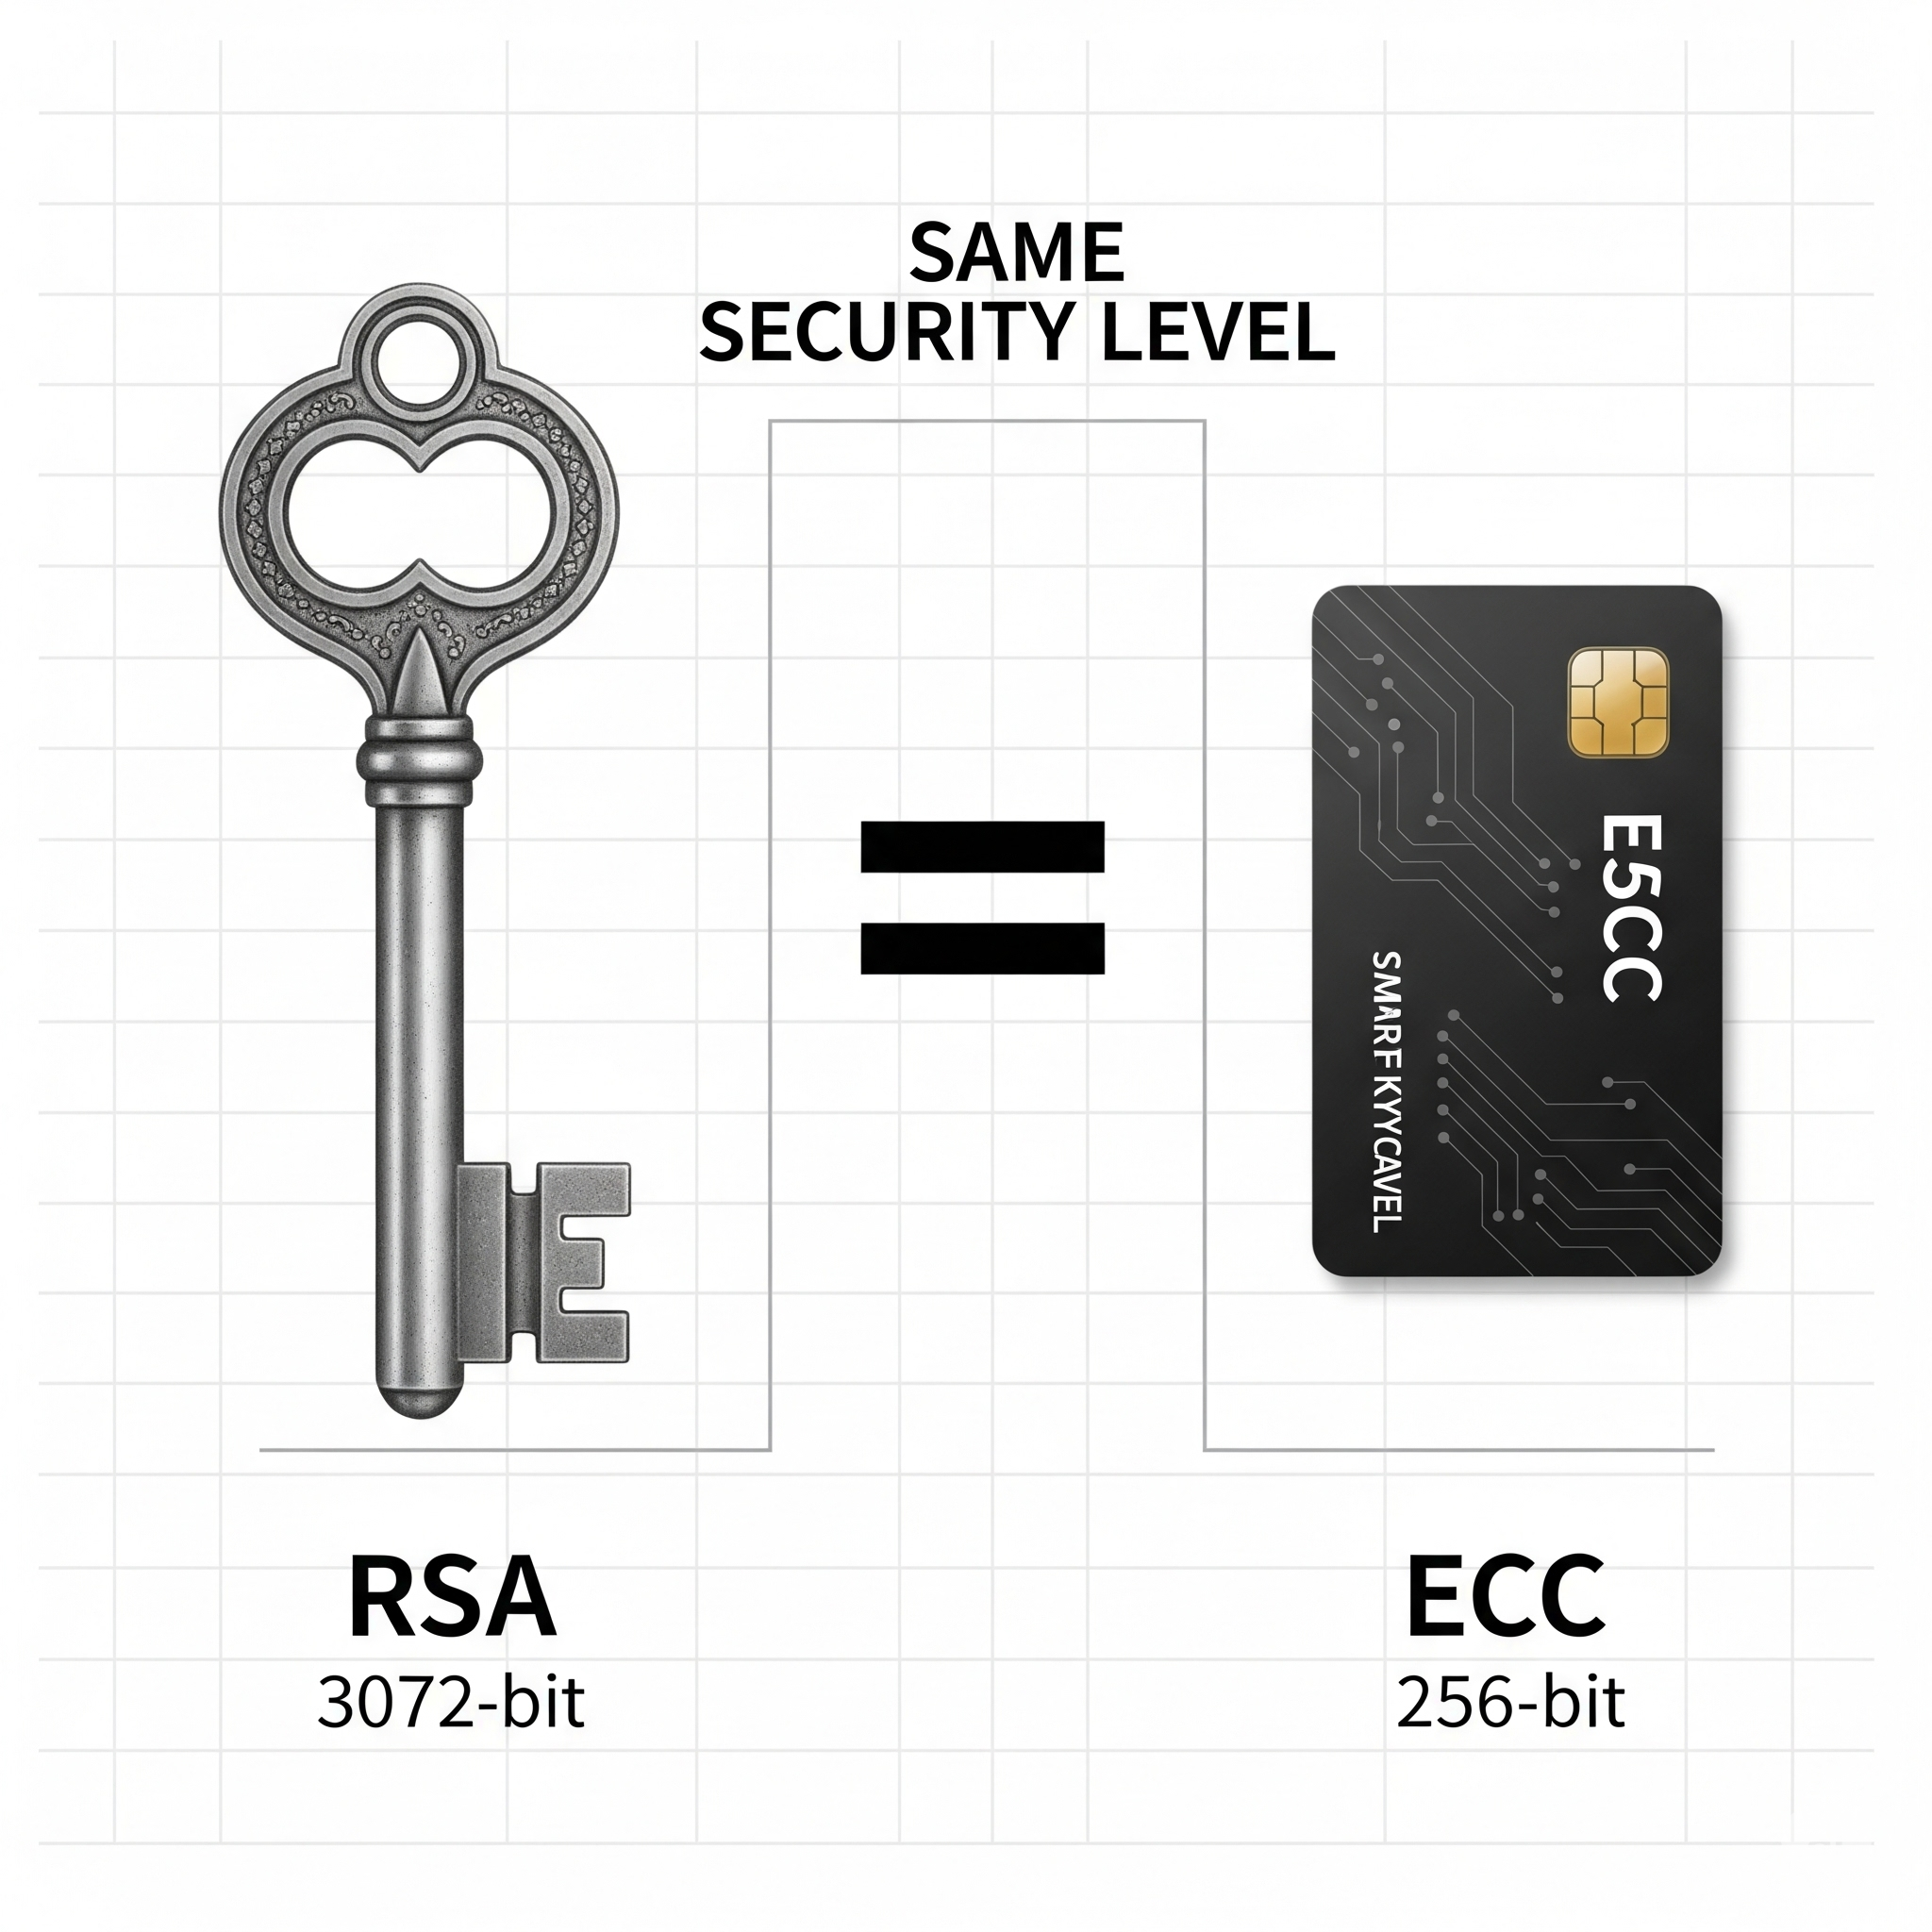 SAME
SECURITY LEVEL
E5CC
SMARF KYYCAVEL
RSA
3072-bit
ECC
256-bit